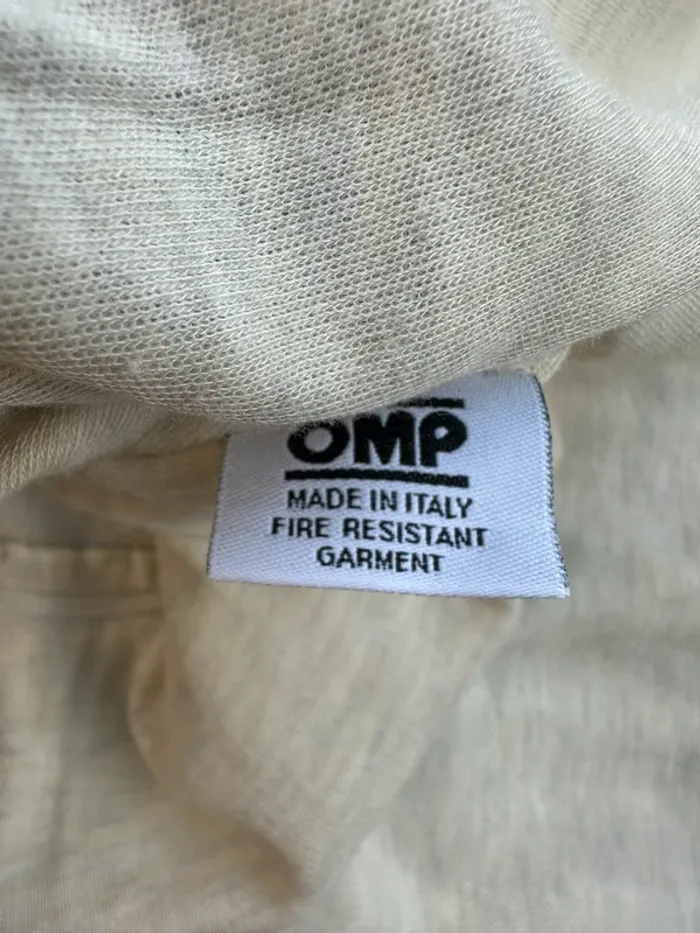 OMP
MADE IN ITALY
FIRE RESISTANT
GARMENT